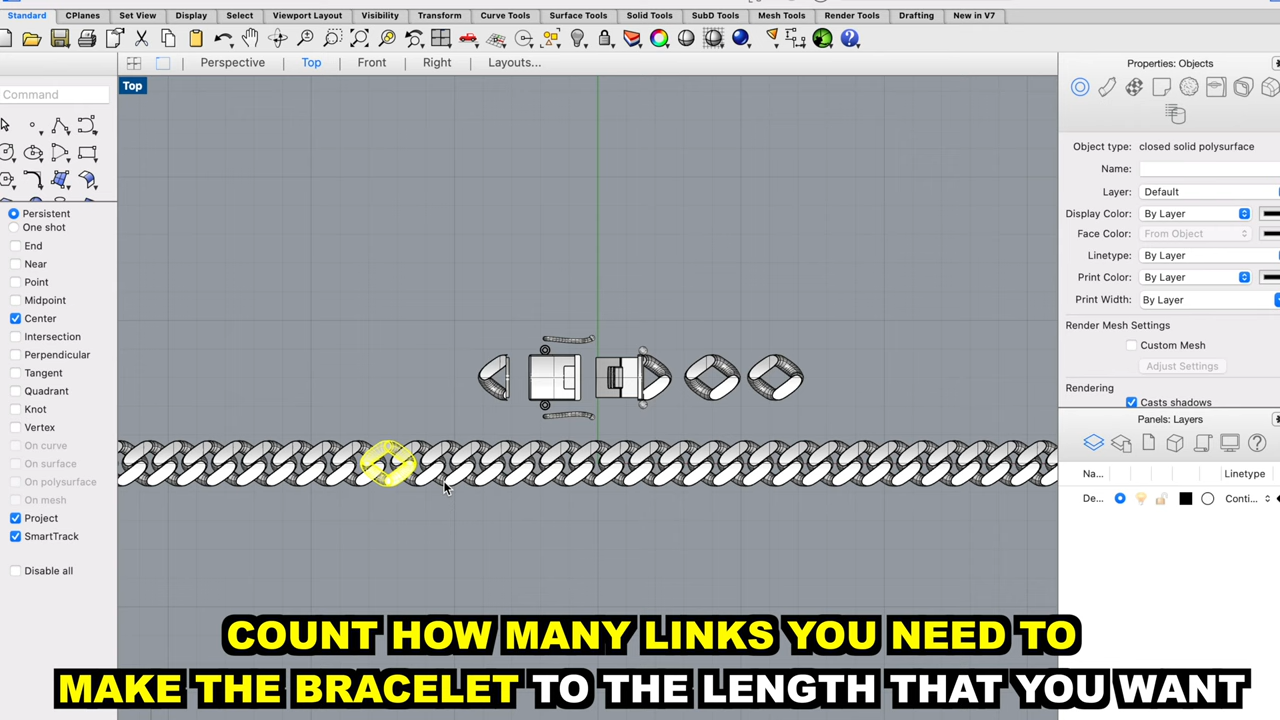 Standard CPlanes Set View Display Select Viewport Layout Visibility Transform Curve Tools Surface Tools Solid Tools SubD Tools Mesh Tools Render Tools Drafting New in V7
Perspective Top Front Right Layouts...
Top
Command
Persistent
One shot
End
Near
Point
Midpoint
Center
Intersection
Perpendicular
Tangent
Quadrant
Knot
Vertex
On curve
On surface
On polysurface
On mesh
Project
SmartTrack
Disable all
Properties: Objects
Object type: closed solid polysurface
Name:
Layer: Default
Display Color: By Layer
Face Color: From Object
Linetype: By Layer
Print Color: By Layer
Print Width: By Layer
Render Mesh Settings
Custom Mesh
Adjust Settings
Rendering
Casts shadows
Panels: Layers
Na... Linetype
De... Conti...
COUNT HOW MANY LINKS YOU NEED TO
MAKE THE BRACELET TO THE LENGTH THAT YOU WANT